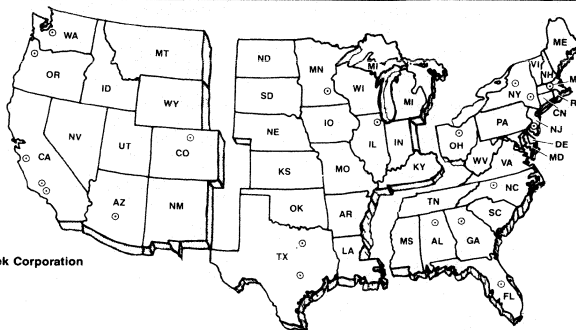 WA
MT
ND
MN
MI
ME
VI
NH
M
OR
ID
WY
SD
WI
MI
NY
R
CN
NV
UT
CO
NE
IA
IL
IN
OH
PA
NJ
DE
MD
CA
KS
MO
KY
WV
VA
AZ
NM
OK
AR
TN
NC
SC
TX
LA
MS
AL
GA
FL
ek Corporation